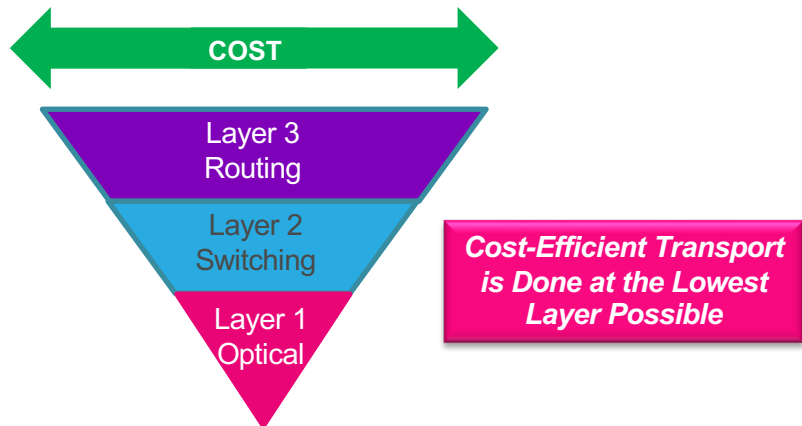 COST
Layer 3
Routing
Layer 2
Switching
Layer 1
Optical
Cost-Efficient Transport
is Done at the Lowest
Layer Possible